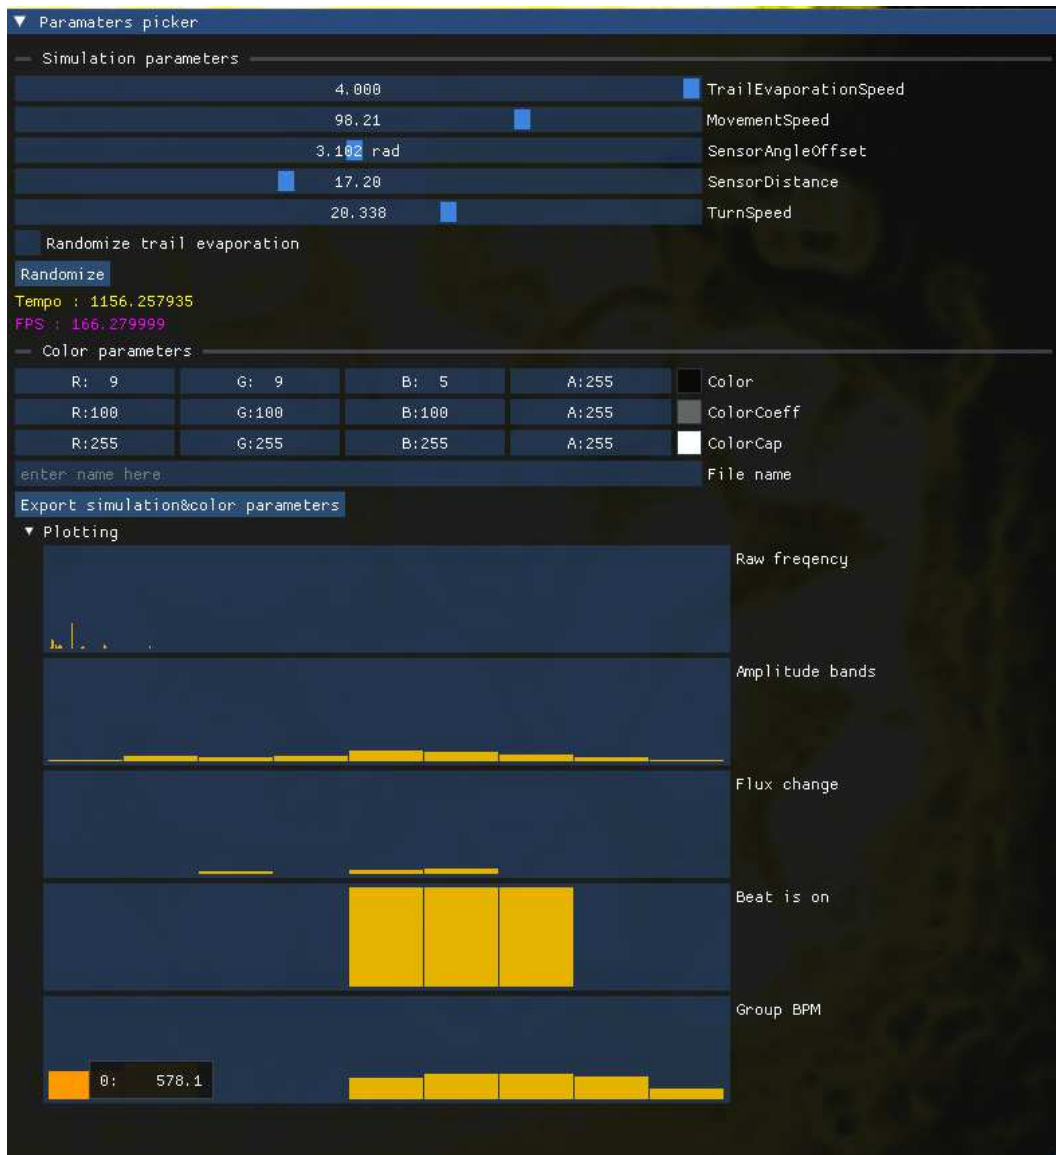 Paramaters picker
Simulation parameters
4.000 TrailEvaporationSpeed
98.21 MovementSpeed
3.102 rad SensorAngleOffset
17.20 SensorDistance
20.338 TurnSpeed
Randomize trail evaporation
Randomize
Tempo : 1156.257935
FPS : 166.279999
Color parameters
R: 9 G: 9 B: 5 A:255 Color
R:100 G:100 B:100 A:255 ColorCoeff
R:255 G:255 B:255 A:255 ColorCap
enter name here File name
Export simulation&color parameters
Plotting
Raw freqency
Amplitude bands
Flux change
Beat is on
Group BPM
0: 578.1